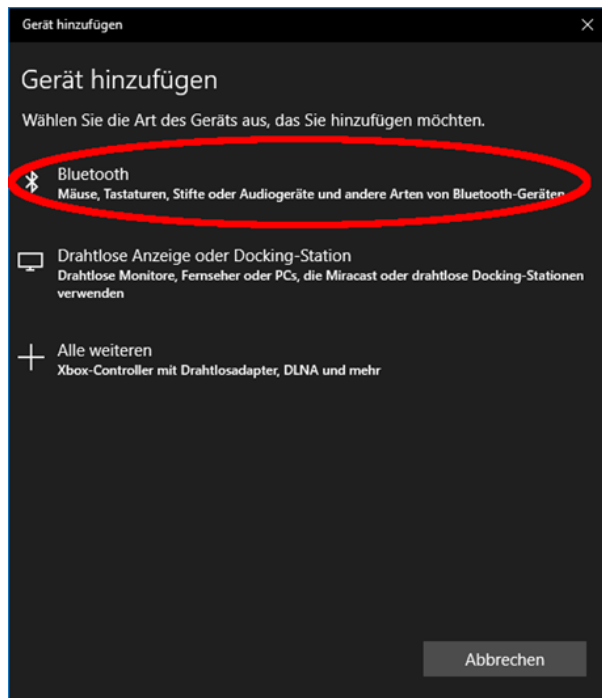 Gerät hinzufügen
Gerät hinzufügen
Wählen Sie die Art des Geräts aus, das Sie hinzufügen möchten.
Bluetooth
Mäuse, Tastaturen, Stifte oder Audiogeräte und andere Arten von Bluetooth-Geräten
Drahtlose Anzeige oder Docking-Station
Drahtlose Monitore, Fernseher oder PCs, die Miracast oder drahtlose Docking-Stationen
verwenden
Alle weiteren
Xbox-Controller mit Drahtlosadapter, DLNA und mehr
Abbrechen